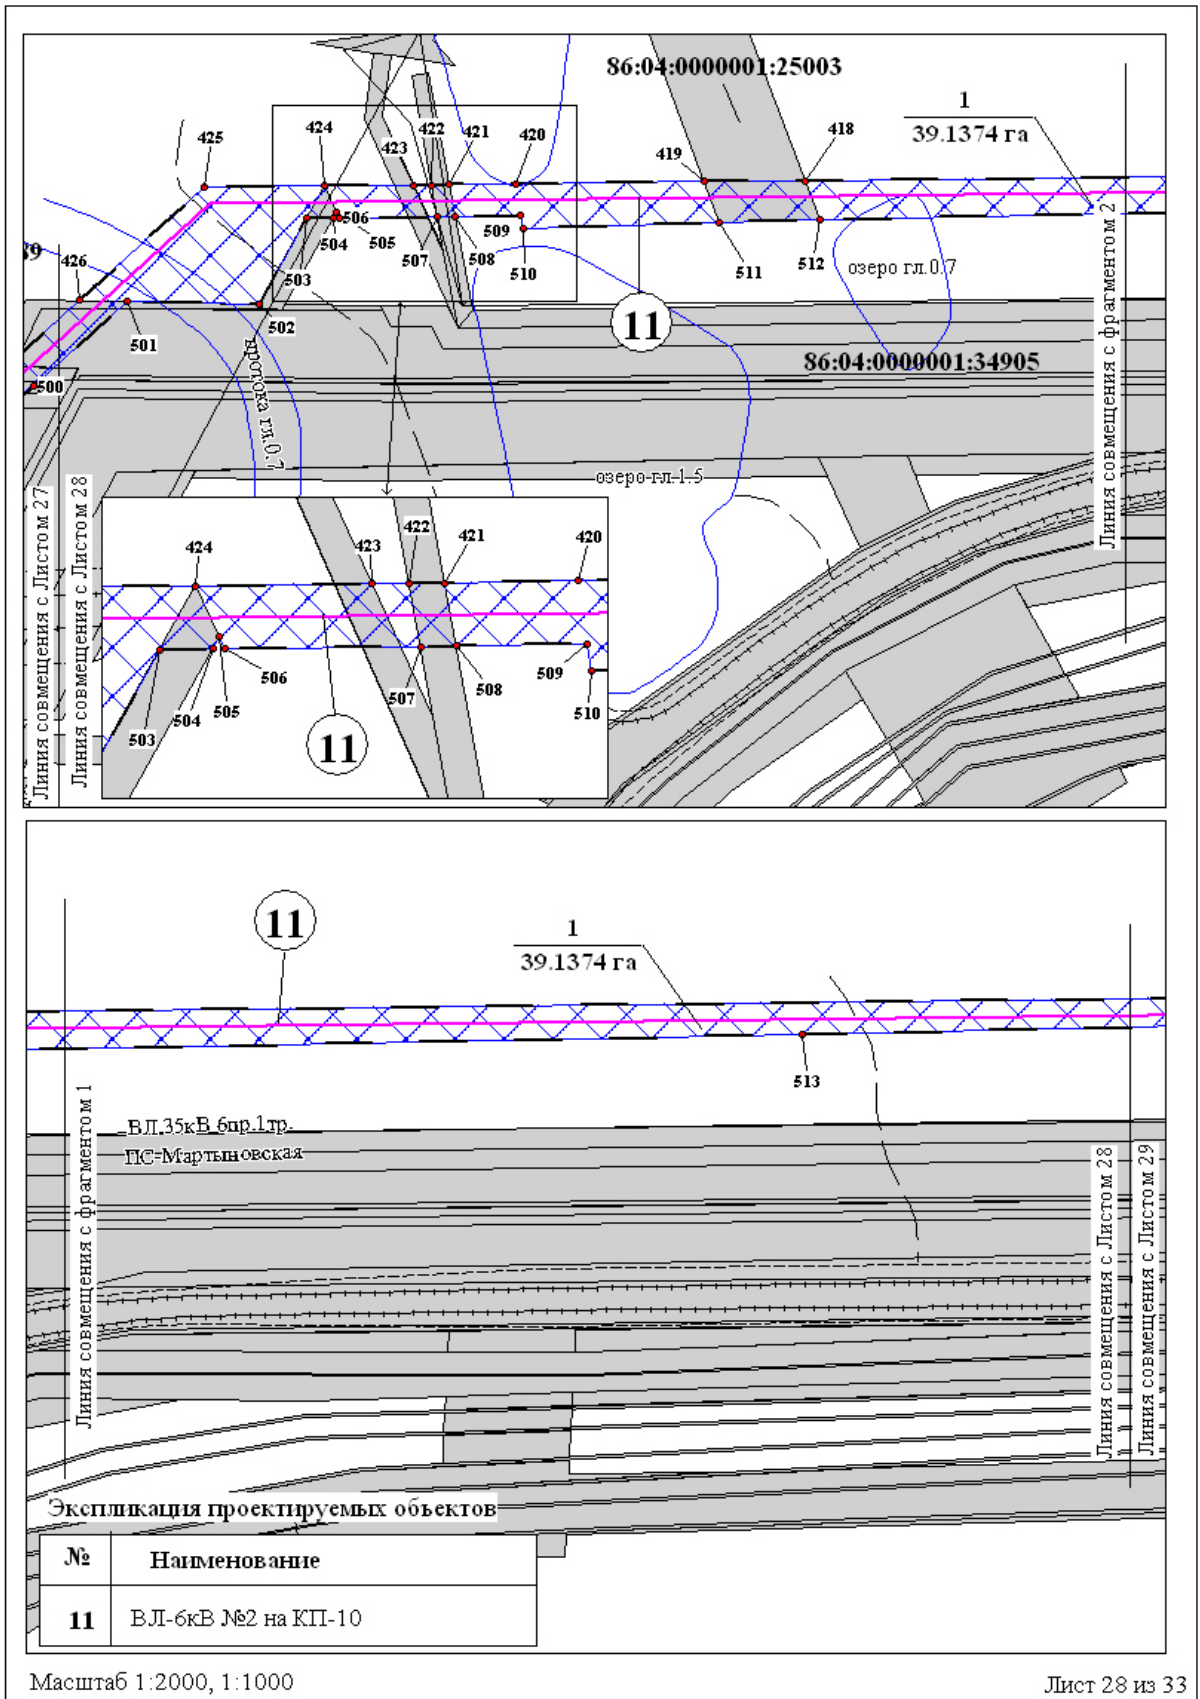 86:04:0000001:25003
1
39.1374 га
425
424
422
421
420
423
419
418
506
505
504
503
507
508
509
510
511
512
озеро гл.0.7
39
426
501
502
500
11
86:04:0000001:34905
протока гл.0.7
озеро гл.1.5
Линия совмещения с фрагментом 2
Линия совмещения с Листом 27
Линия совмещения с Листом 28
424
423
422
421
420
503
504
505
506
507
508
509
510
11
11
1
39.1374 га
513
ВЛ 35кВ 6пр.1тр.
ПС-Мартыновская
Линия совмещения с фрагментом 1
Линия совмещения с Листом 28
Линия совмещения с Листом 29
Экспликация проектируемых объектов
№ Наименование
11 ВЛ-6кВ №2 на КП-10
Масштаб 1:2000, 1:1000
Лист 28 из 33